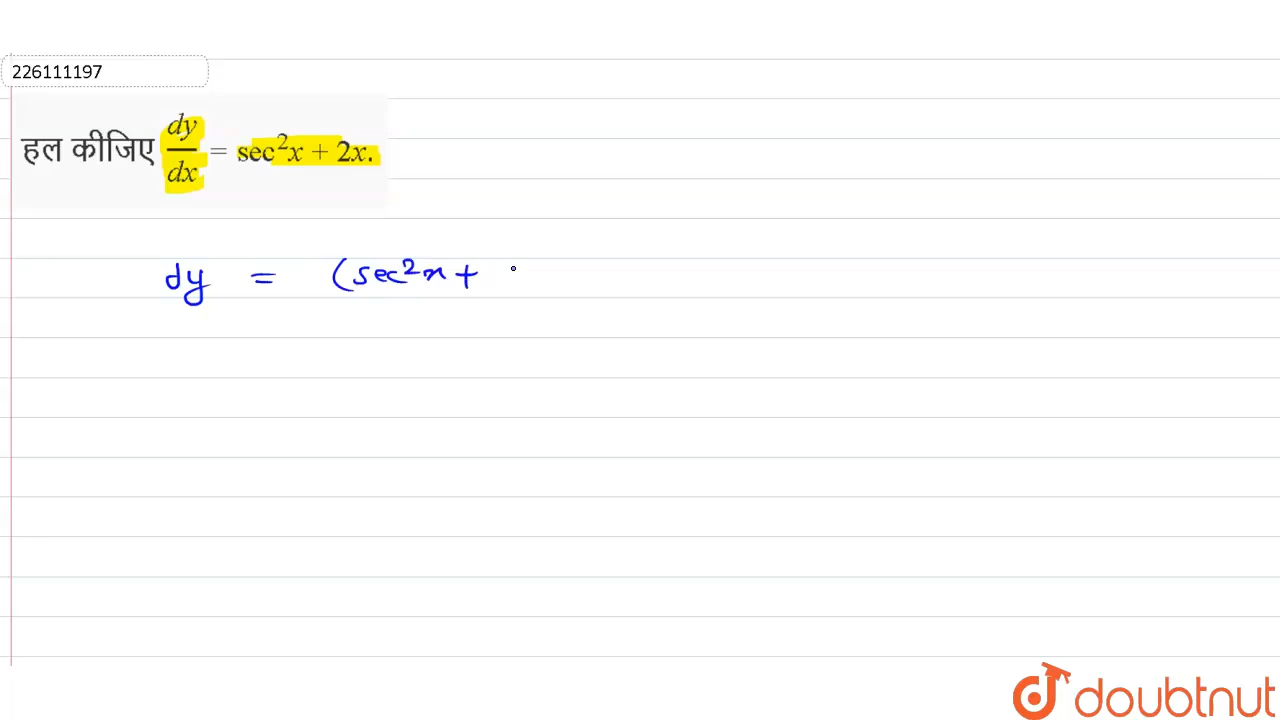 226111197
हल कीजिए dy/dx = sec²x + 2x.
dy = (sec²x +
doubtnut